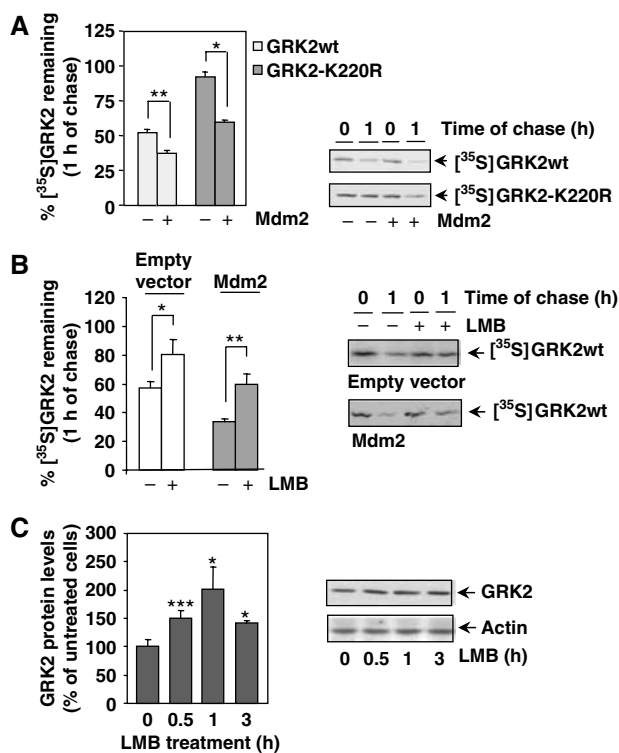 A
% [35S]GRK2 remaining
(1 h of chase)
125
100
75
50
25
0
**
*
GRK2wt
GRK2-K220R
– + – + Mdm2
0 1 0 1 Time of chase (h)
[35S]GRK2wt
[35S]GRK2-K220R
– – + + Mdm2
B
% [35S]GRK2 remaining
(1 h of chase)
Empty
vector
Mdm2
120
100
80
60
40
20
0
*
**
– + – + LMB
0 1 0 1 Time of chase (h)
– – + + LMB
[35S]GRK2wt
Empty vector
[35S]GRK2wt
Mdm2
C
GRK2 protein levels
(% of untreated cells)
300
250
200
150
100
50
0
***
*
*
0 0.5 1 3
LMB treatment (h)
GRK2
Actin
0 0.5 1 3 LMB (h)